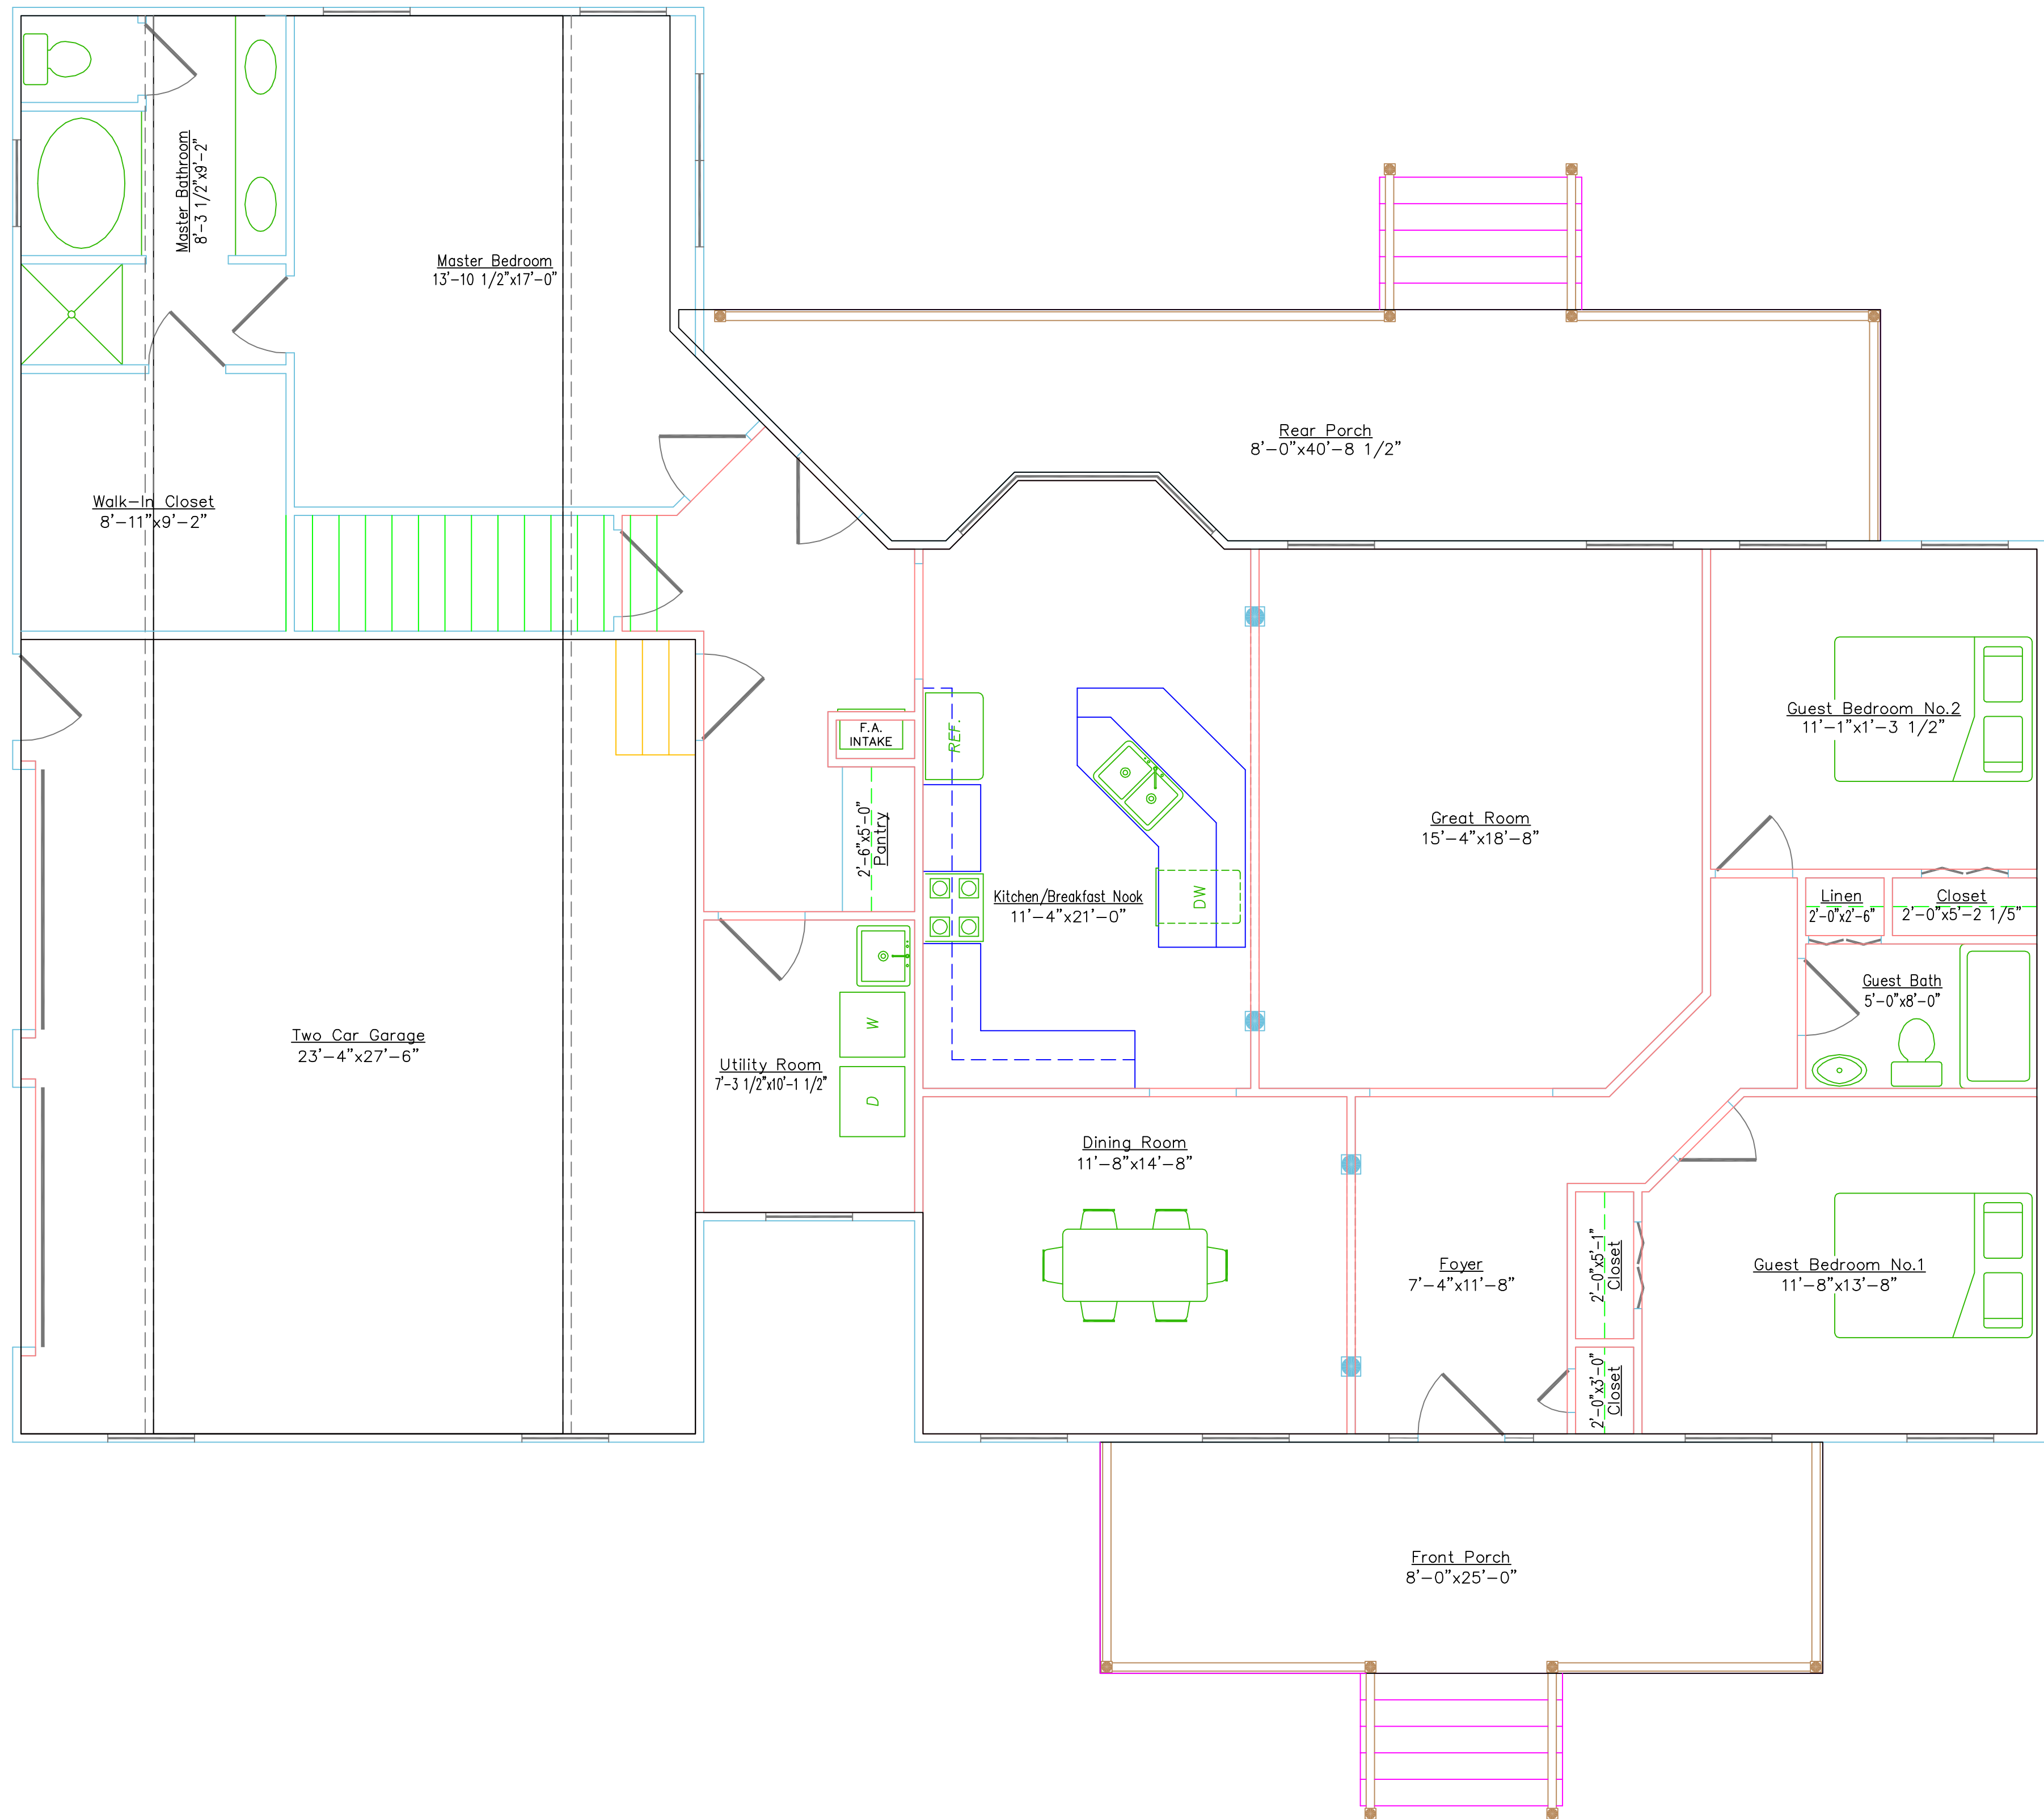 Master Bathroom
8'-3 1/2"x9'-2"
Master Bedroom
13'-10 1/2"x17'-0"
Rear Porch
8'-0"x40'-8 1/2"
Walk-In Closet
8'-11"x9'-2"
F.A.
INTAKE
REF.
Guest Bedroom No.2
11'-1"x1'-3 1/2"
2'-6"x5'-0"
Pantry
Great Room
15'-4"x18'-8"
Kitchen/Breakfast Nook
11'-4"x21'-0"
DW
Linen
2'-0"x2'-6"
Closet
2'-0"x5'-2 1/5"
Guest Bath
5'-0"x8'-0"
Two Car Garage
23'-4"x27'-6"
W
Utility Room
7'-3 1/2"x10'-1 1/2"
D
Dining Room
11'-8"x14'-8"
Foyer
7'-4"x11'-8"
2'-0"x5'-1"
Closet
Guest Bedroom No.1
11'-8"x13'-8"
2'-0"x3'-0"
Closet
Front Porch
8'-0"x25'-0"